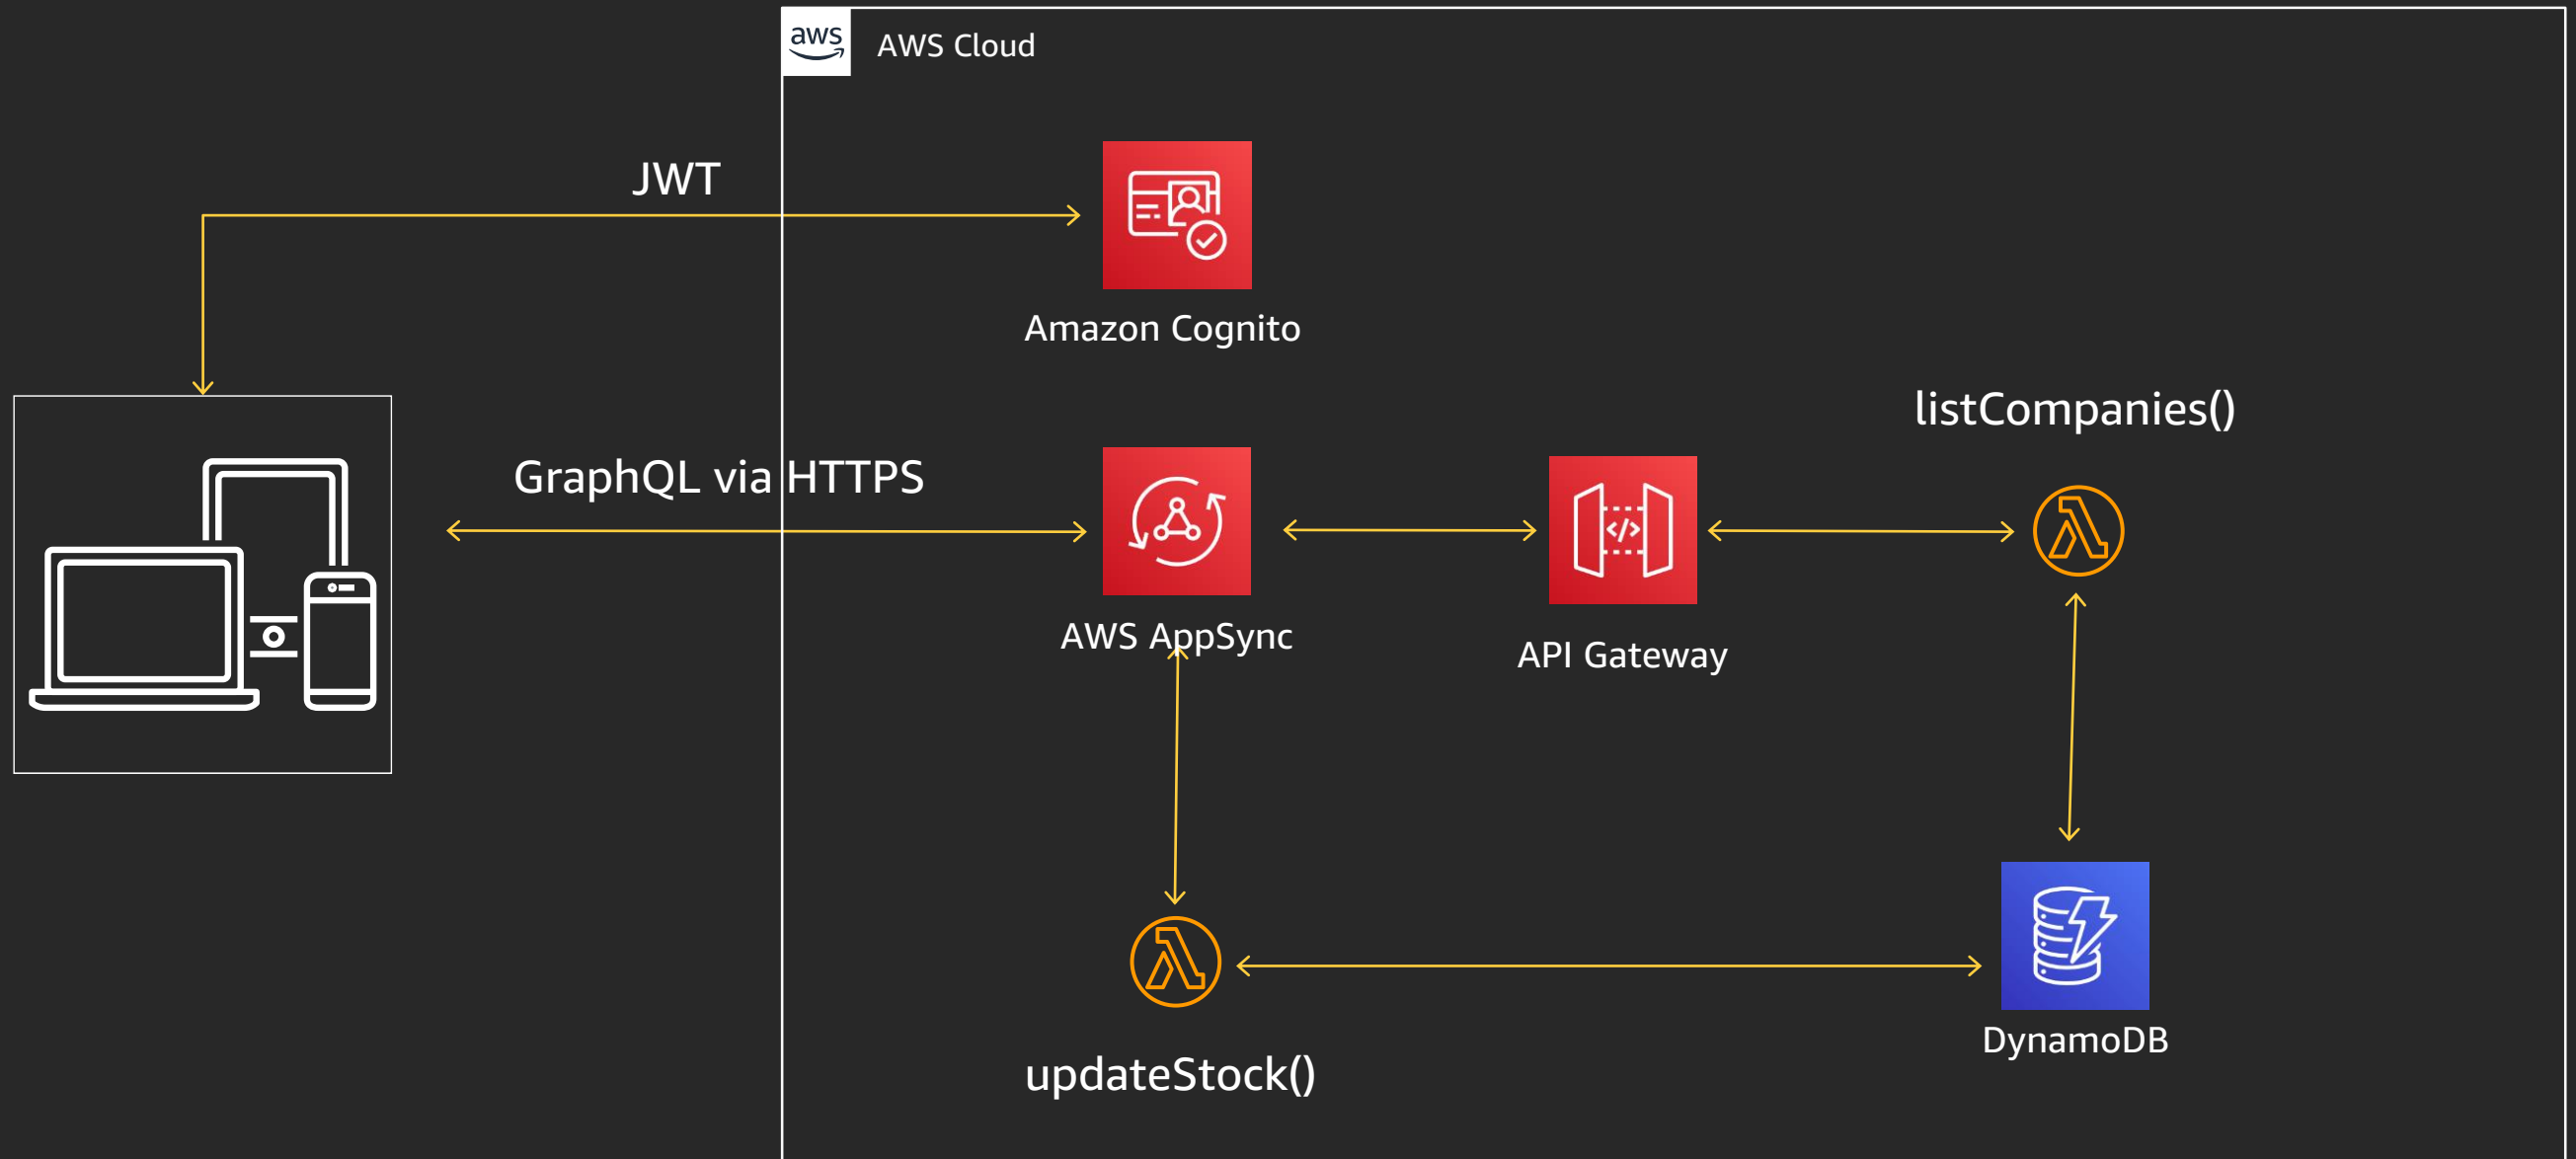 aws
AWS Cloud
JWT
Amazon Cognito
listCompanies()
GraphQL via HTTPS
</>
AWS AppSync
API Gateway
DynamoDB
updateStock()